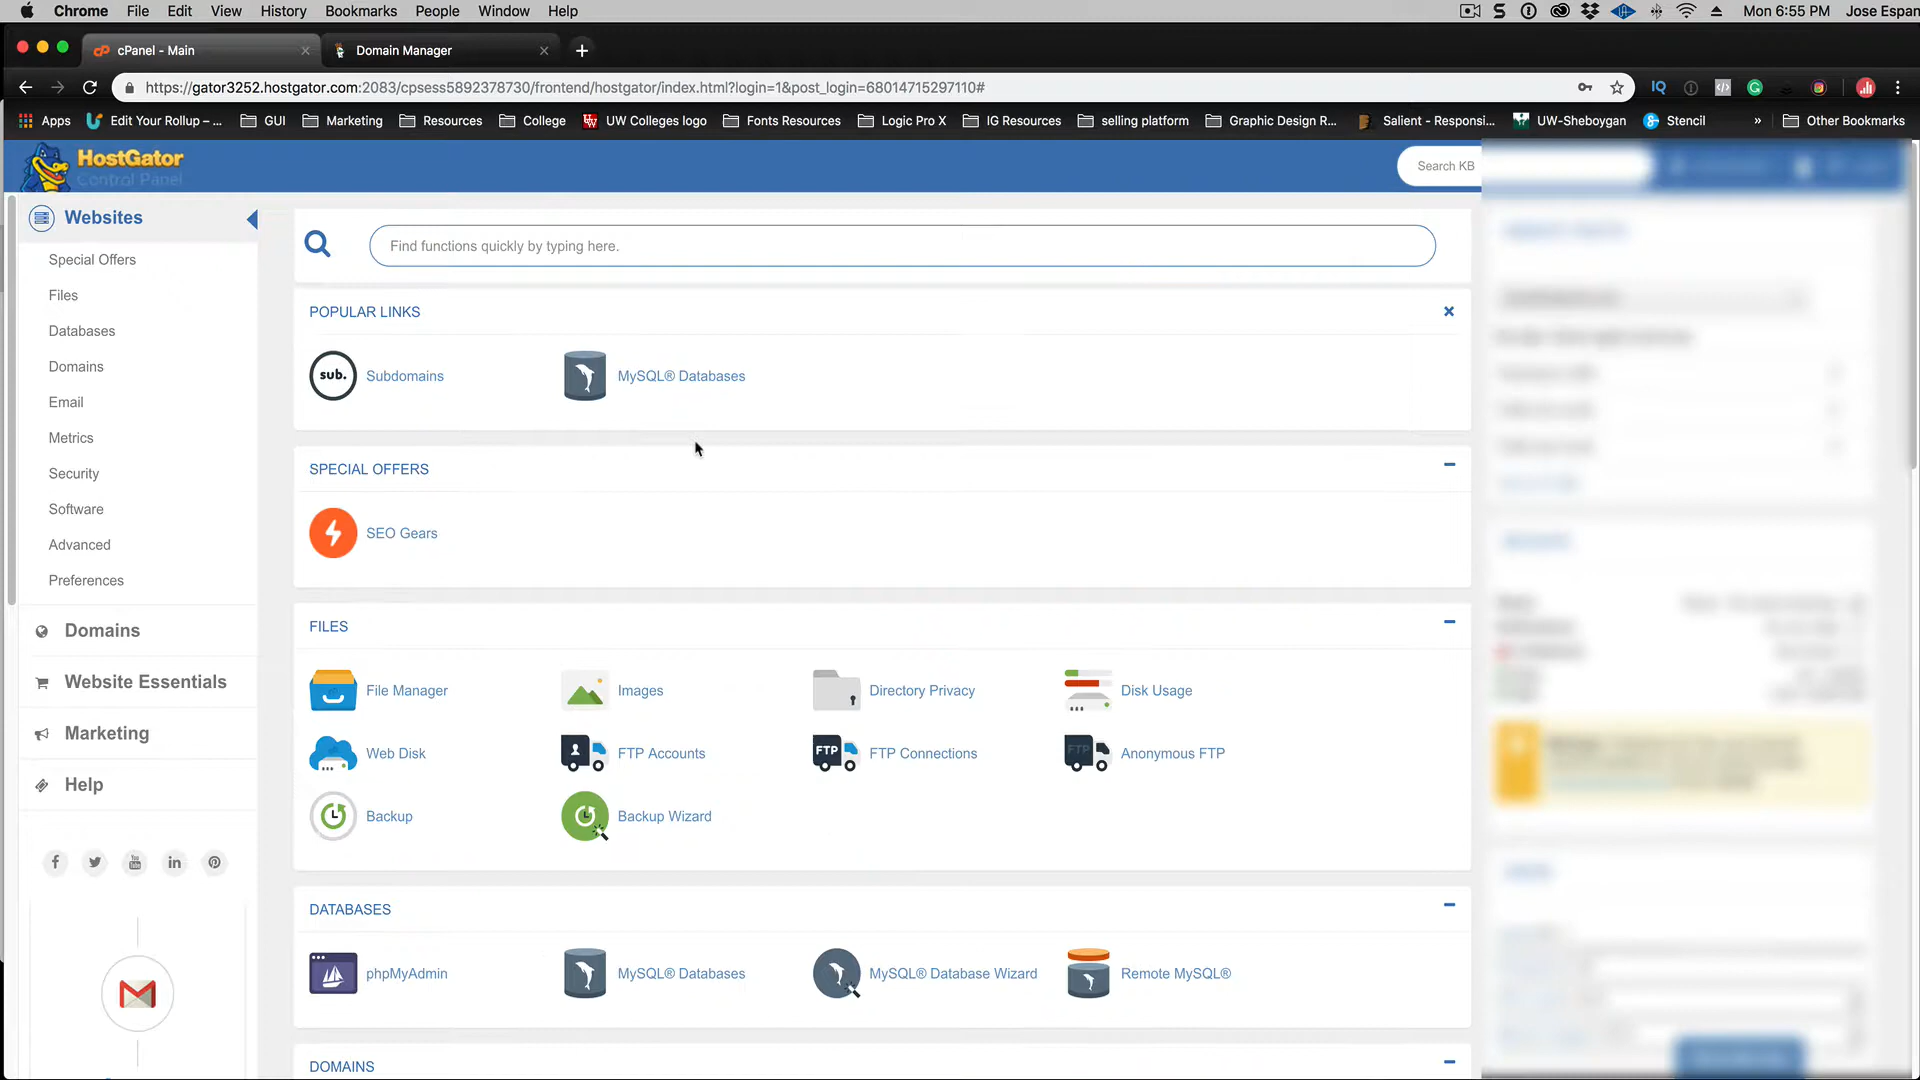 Chrome File Edit View History Bookmarks People Window Help Mon 6:55 PM Jose Espan
cPanel - Main Domain Manager
https://gator3252.hostgator.com:2083/cpsess5892378730/frontend/hostgator/index.html?login=1&post_login=68014715297110#
Apps Edit Your Rollup – ... GUI Marketing Resources College UW Colleges logo Fonts Resources Logic Pro X IG Resources selling platform Graphic Design R... Salient - Responsi... UW-Sheboygan Stencil » Other Bookmarks
HostGator
Control Panel
Search KB
Websites
Special Offers
Files
Databases
Domains
Email
Metrics
Security
Software
Advanced
Preferences
Domains
Website Essentials
Marketing
Help
Find functions quickly by typing here.
POPULAR LINKS
sub. Subdomains MySQL® Databases
SPECIAL OFFERS
SEO Gears
FILES
File Manager Images Directory Privacy Disk Usage
Web Disk FTP Accounts FTP FTP Connections FTP Anonymous FTP
Backup Backup Wizard
DATABASES
phpMyAdmin MySQL® Databases MySQL® Database Wizard Remote MySQL®
DOMAINS